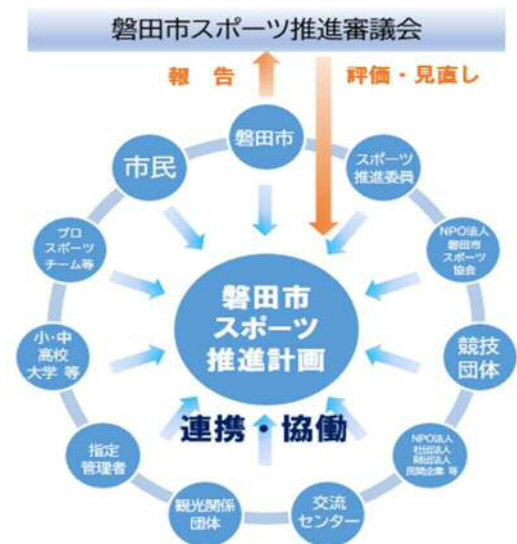 磐田市スポーツ推進審議会
報 告
評価・見直し
磐田市
スポーツ
推進委員
NPO法人
磐田市
スポーツ
協会
競技
団体
NPO法人
社団法人
財団法人
民間企業 等
交流
センター
観光関係
団体
指定
管理者
小・中
高校
大学 等
プロ
スポーツ
チーム等
市民
磐田市
スポーツ
推進計画
連携・協働